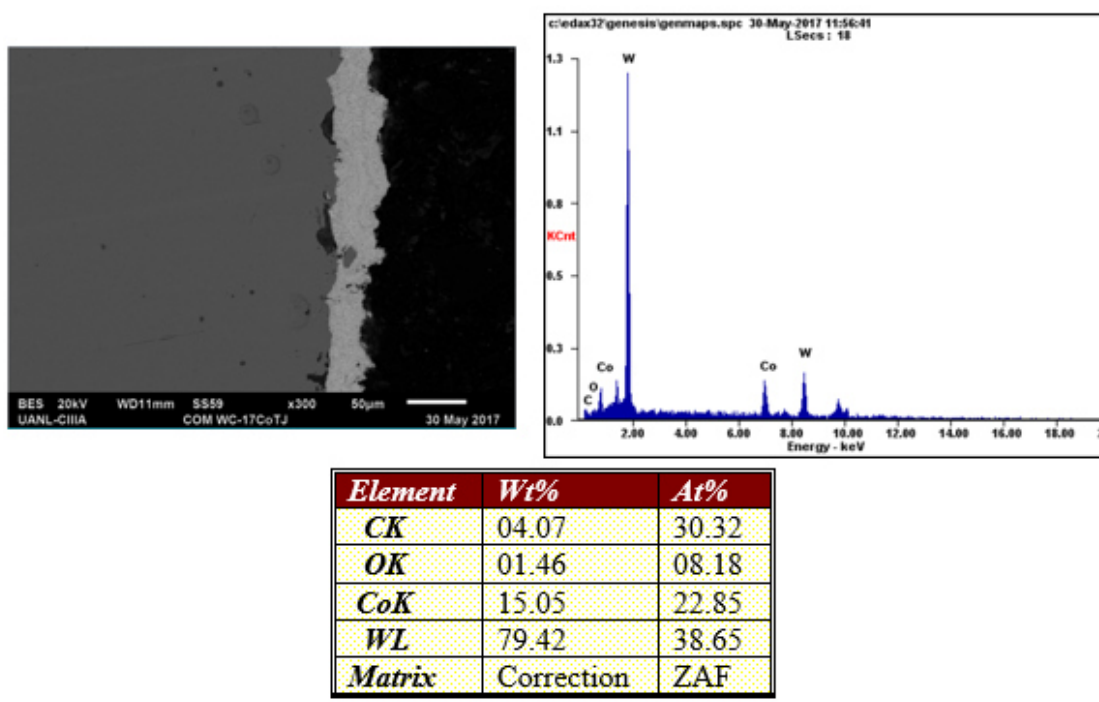 BES 20kV WD11mm SS59 x300 50µm
UANL-CIIIA COM WC-17CoTJ 30 May 2017
c:\edax32\genesis\genmaps.spc 30-May-2017 11:56:41
LSecs : 18
1.3
W
1.1
0.8
KCnt
0.5
0.3
Co Co W
O
C
0.0
2.00 4.00 6.00 8.00 10.00 12.00 14.00 16.00 18.00
Energy - keV
Element Wt% At%
CK 04.07 30.32
OK 01.46 08.18
CoK 15.05 22.85
WL 79.42 38.65
Matrix Correction ZAF